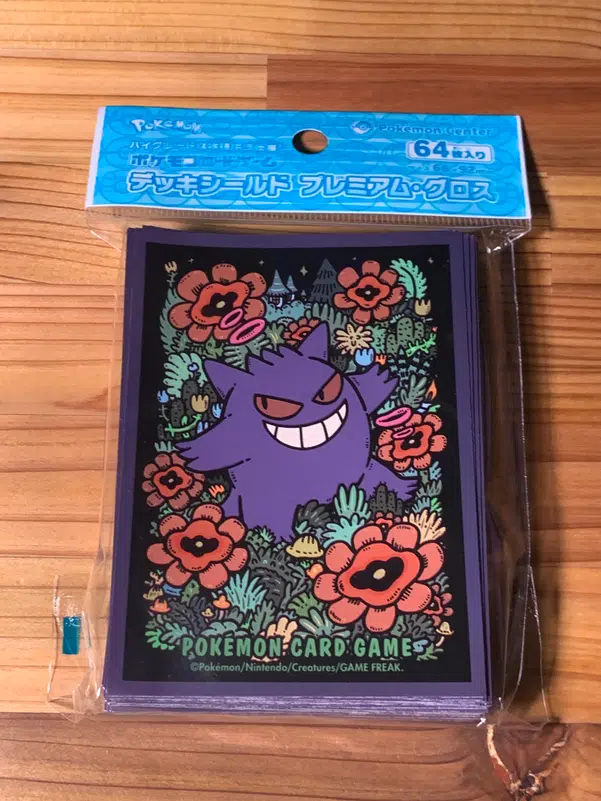 POKÉMON
Pokémon Center
ポケモンカードゲーム
64枚入り
デッキシールド プレミアム・グロス
POKÉMON CARD GAME
©Pokémon/Nintendo/Creatures/GAME FREAK.